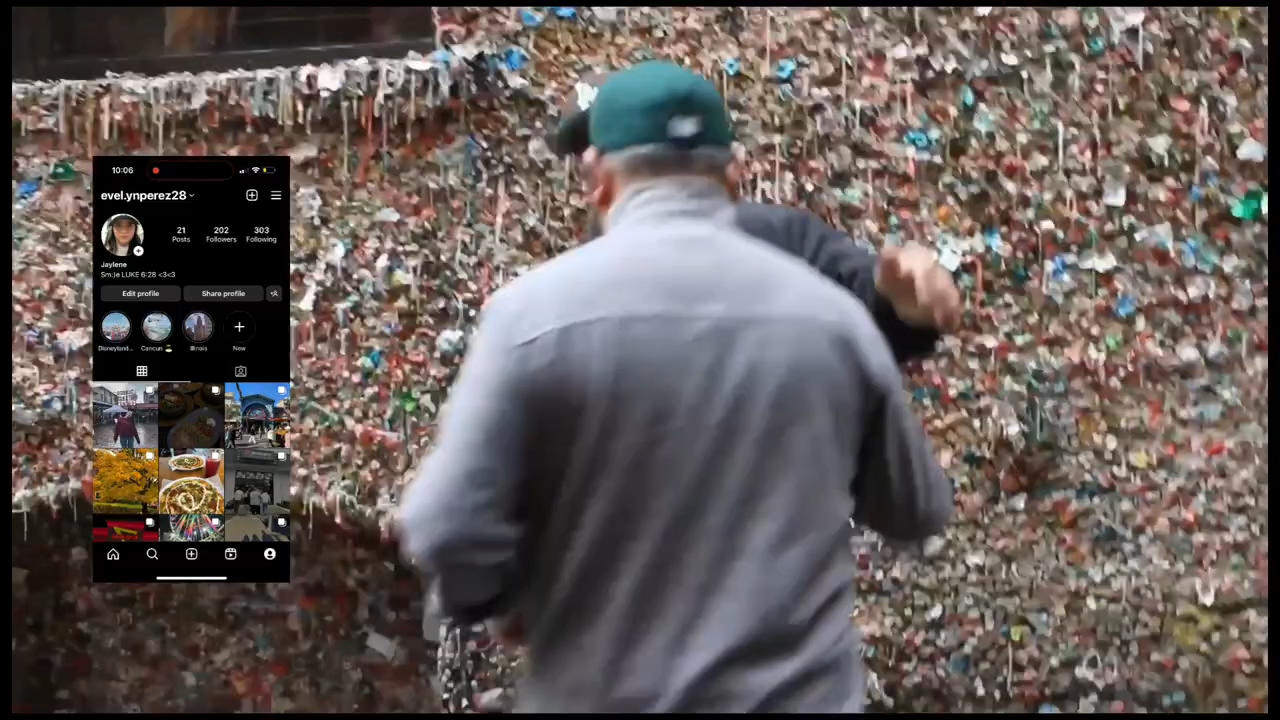 10:06
evel.ynperez28
21 202 303
Posts Followers Following
Jaylene
Sm:)e LUKE 6:28 <3<3
Edit profile Share profile
Disneyland... Cancun Illinois New